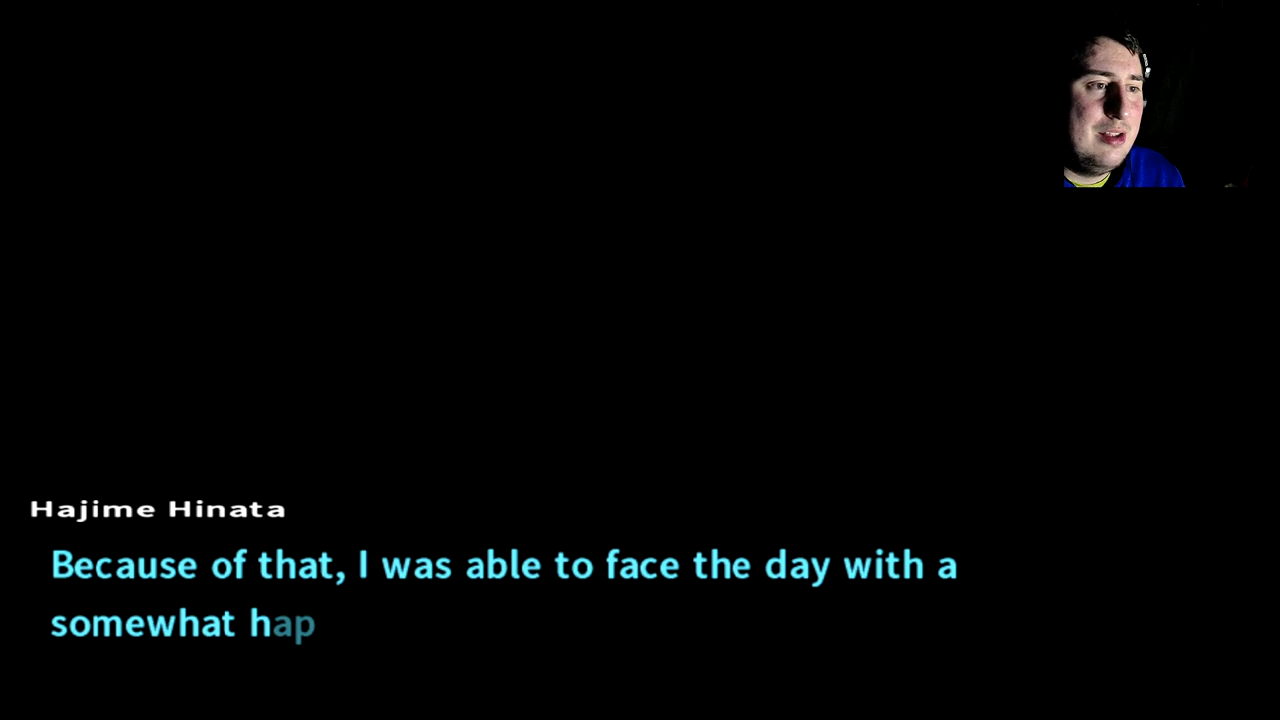 Hajime Hinata
Because of that, I was able to face the day with a
somewhat hap